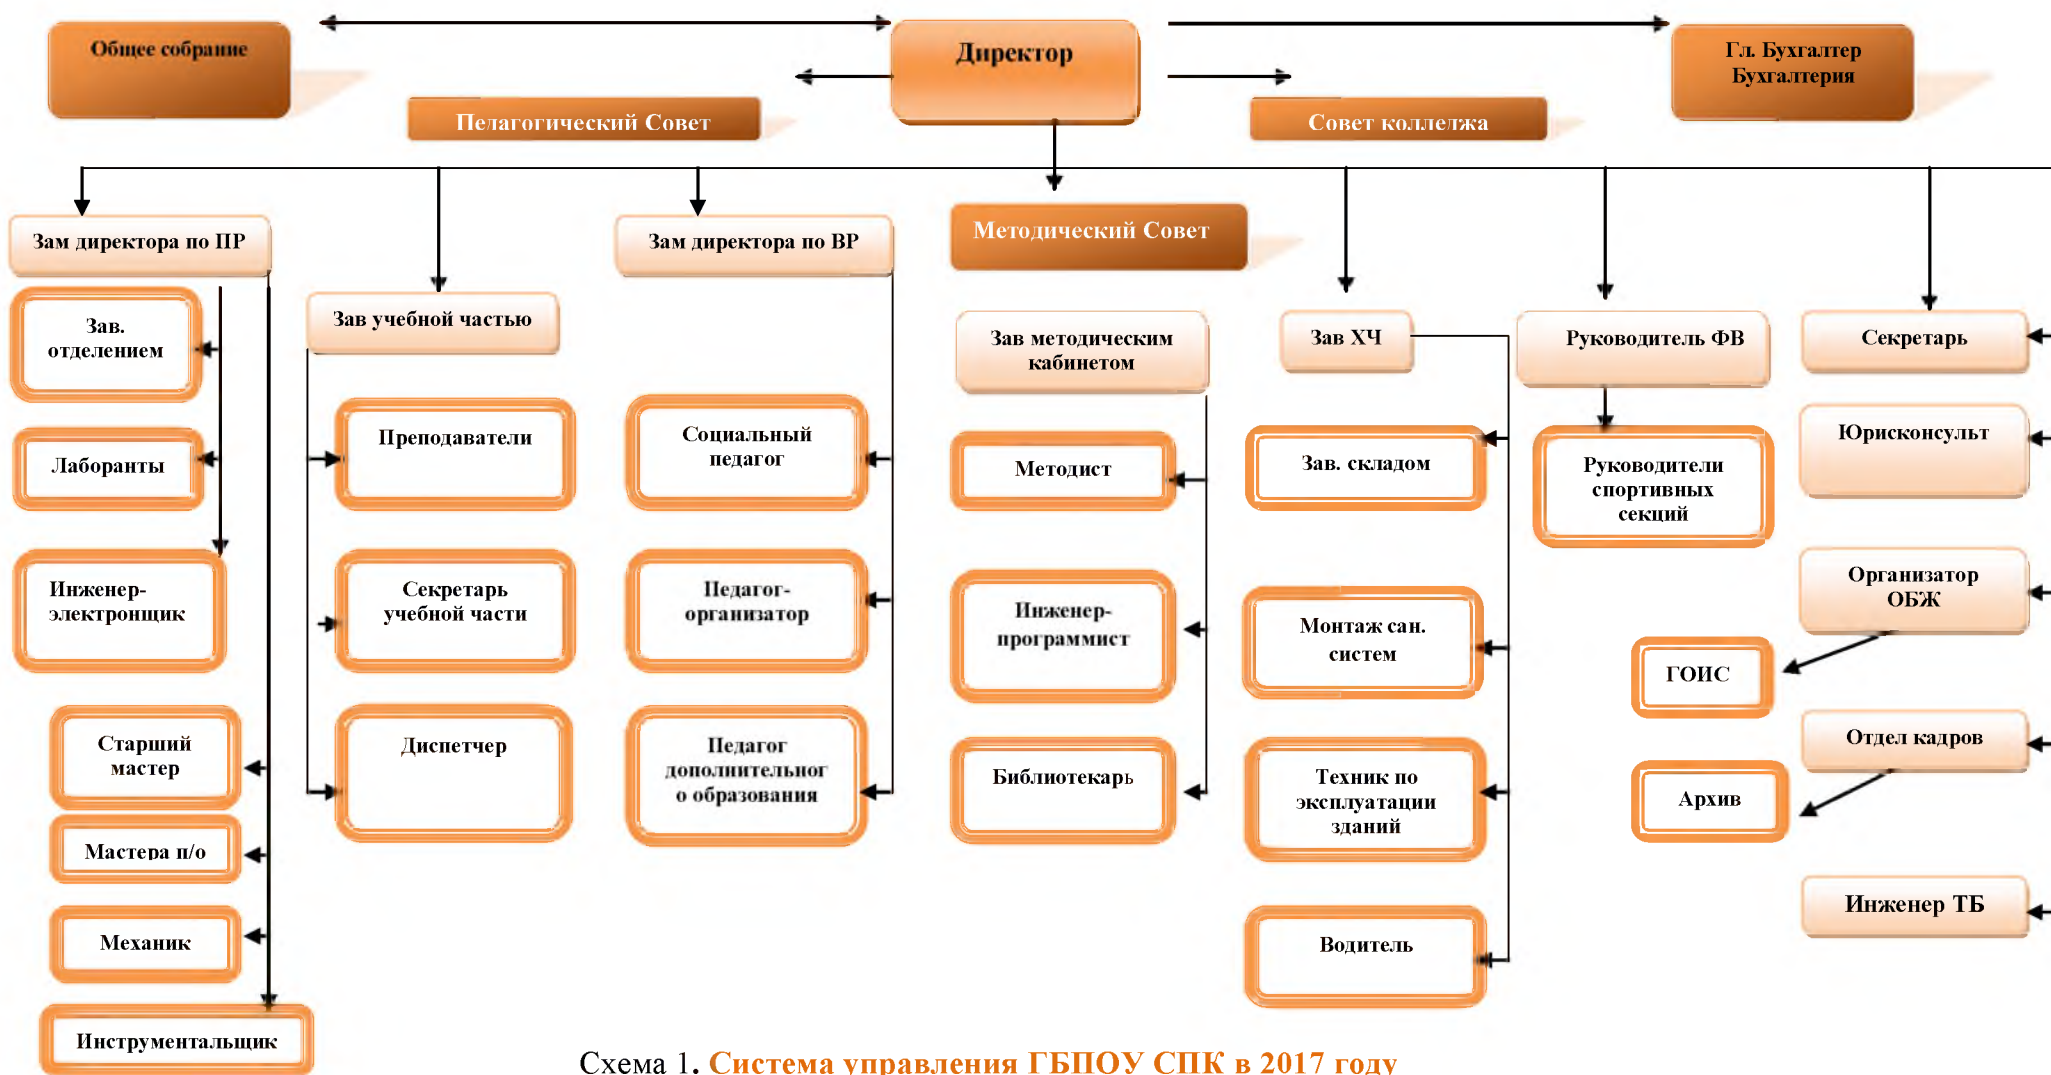 Общее собрание
Директор
Гл. Бухгалтер
Бухгалтерия
Пелагогический Совет
Совет коллелжа
Зам директора по ПР
Зам директора по ВР
Методический Совет
Зав учебной частью
Зав методическим
кабинетом
Зав ХЧ
Руководитель ФВ
Секретарь
Зав.
отделением
Преподаватели
Социальный
педагог
Методист
Зав. складом
Руководители
спортивных
секций
Юрисконсульт
Лаборанты
Инженер-
электронщик
Секретарь
учебной части
Педагог-
организатор
Инженер-
программист
Монтаж сан.
систем
Организатор
ОБЖ
ГОИС
Старший
мастер
Диспетчер
Педагог
дополнительног
о образования
Библиотекарь
Техник по
эксплуатации
зданий
Отдел кадров
Архив
Мастера п/о
Механик
Водитель
Инженер ТБ
Инструментальщик
Схема 1. Система управления ГБПОУ СПК в 2017 году